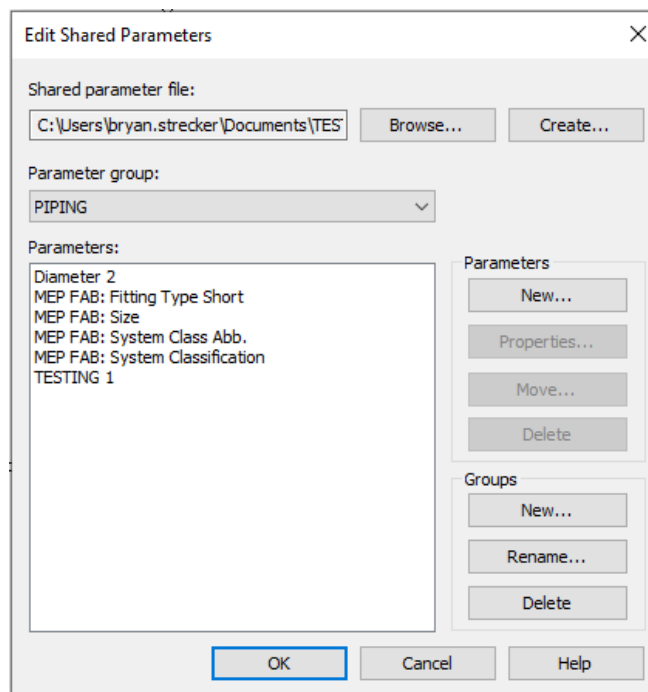 Edit Shared Parameters
Shared parameter file:
C:\Users\bryan.strecker\Documents\TES
Browse...
Create...
Parameter group:
PIPING
Parameters:
Diameter 2
MEP FAB: Fitting Type Short
MEP FAB: Size
MEP FAB: System Class Abb.
MEP FAB: System Classification
TESTING 1
Parameters
New...
Properties...
Move...
Delete
Groups
New...
Rename...
Delete
OK
Cancel
Help